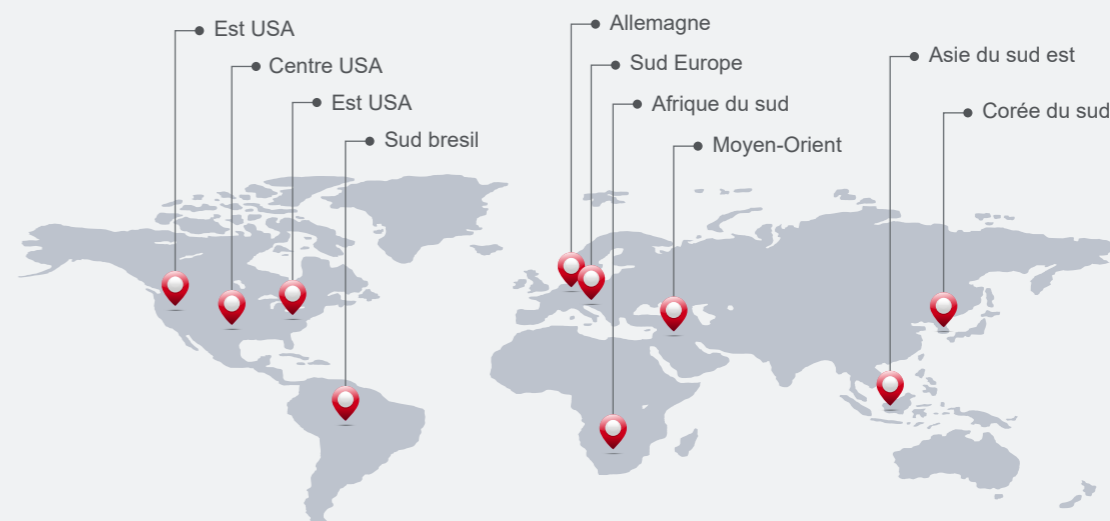 Est USA
Centre USA
Est USA
Sud bresil
Allemagne
Sud Europe
Afrique du sud
Moyen-Orient
Asie du sud est
Corée du sud